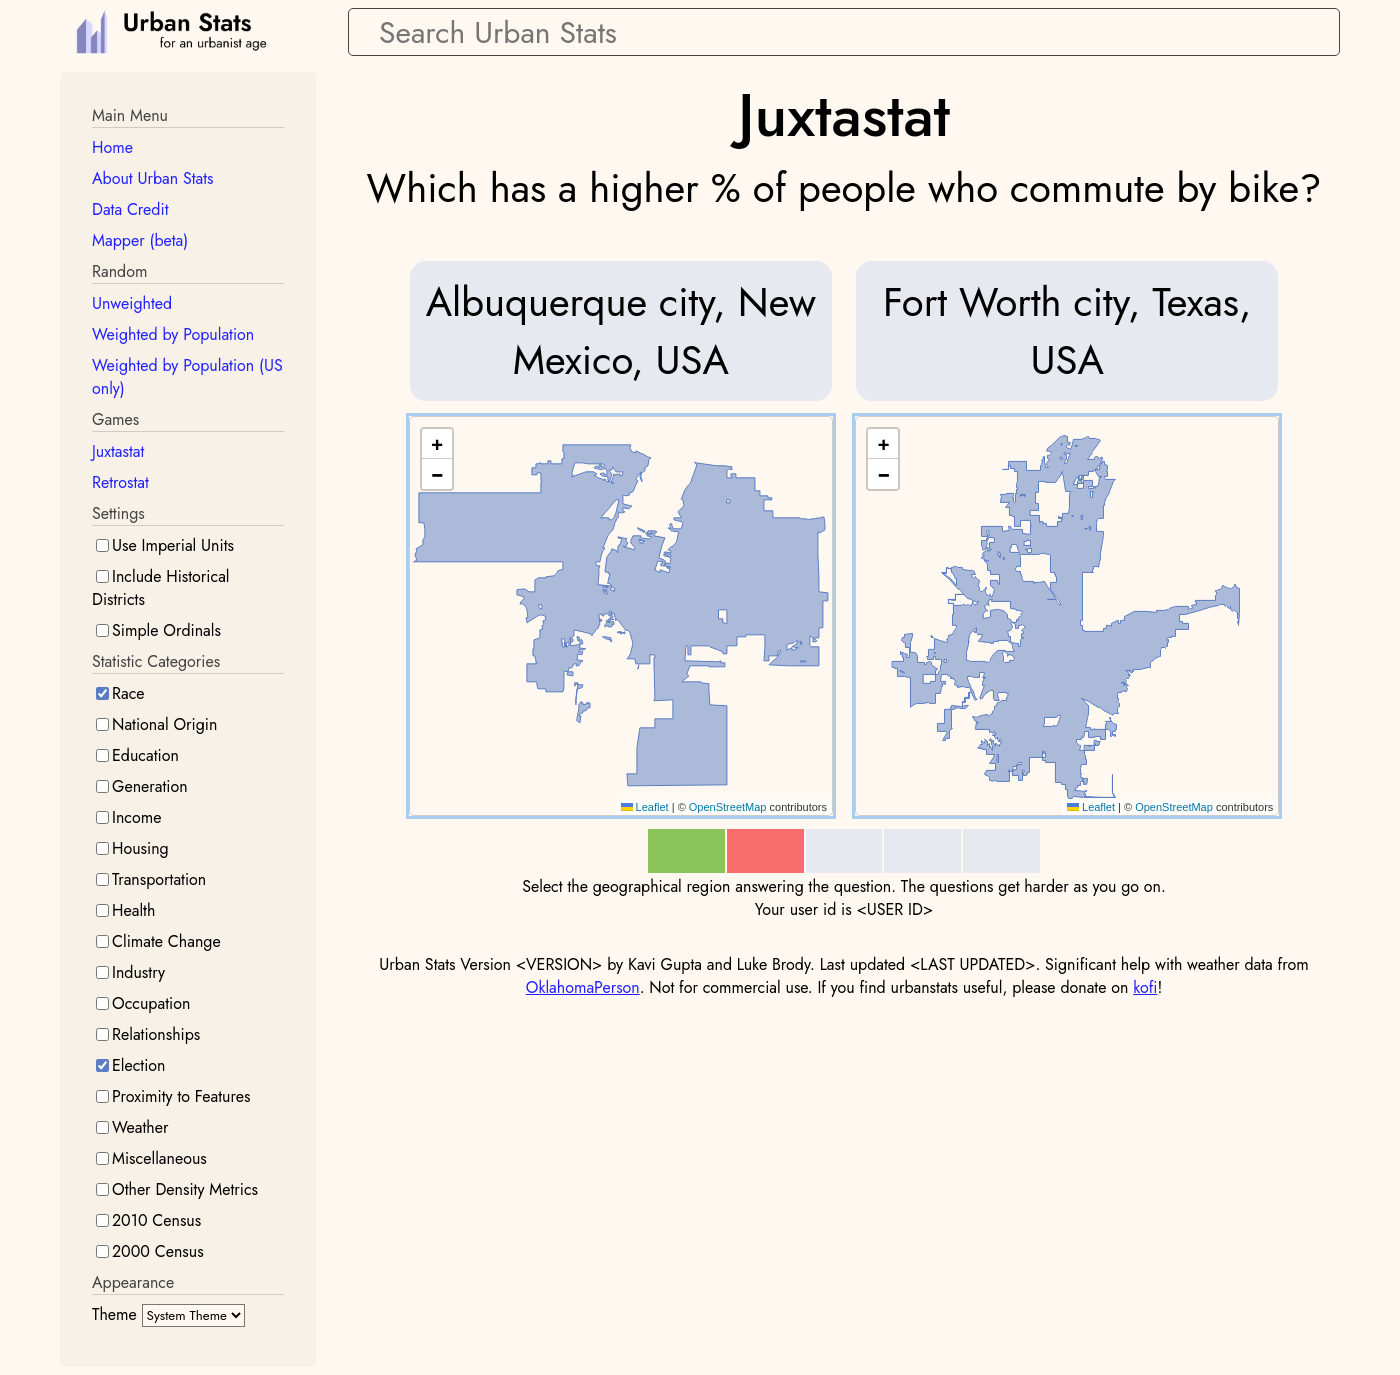 Urban Stats
for an urbanist age
Search Urban Stats
Main Menu
Home
About Urban Stats
Data Credit
Mapper (beta)
Random
Unweighted
Weighted by Population
Weighted by Population (US
only)
Games
Juxtastat
Retrostat
Settings
Use Imperial Units
Include Historical
Districts
Simple Ordinals
Statistic Categories
Race
National Origin
Education
Generation
Income
Housing
Transportation
Health
Climate Change
Industry
Occupation
Relationships
Election
Proximity to Features
Weather
Miscellaneous
Other Density Metrics
2010 Census
2000 Census
Appearance
Theme System Theme
Juxtastat
Which has a higher % of people who commute by bike?
Albuquerque city, New
Mexico, USA
Fort Worth city, Texas,
USA
+
−
Leaflet | © OpenStreetMap contributors
+
−
Leaflet | © OpenStreetMap contributors
Select the geographical region answering the question. The questions get harder as you go on.
Your user id is <USER ID>
Urban Stats Version <VERSION> by Kavi Gupta and Luke Brody. Last updated <LAST UPDATED>. Significant help with weather data from
OklahomaPerson. Not for commercial use. If you find urbanstats useful, please donate on kofi!